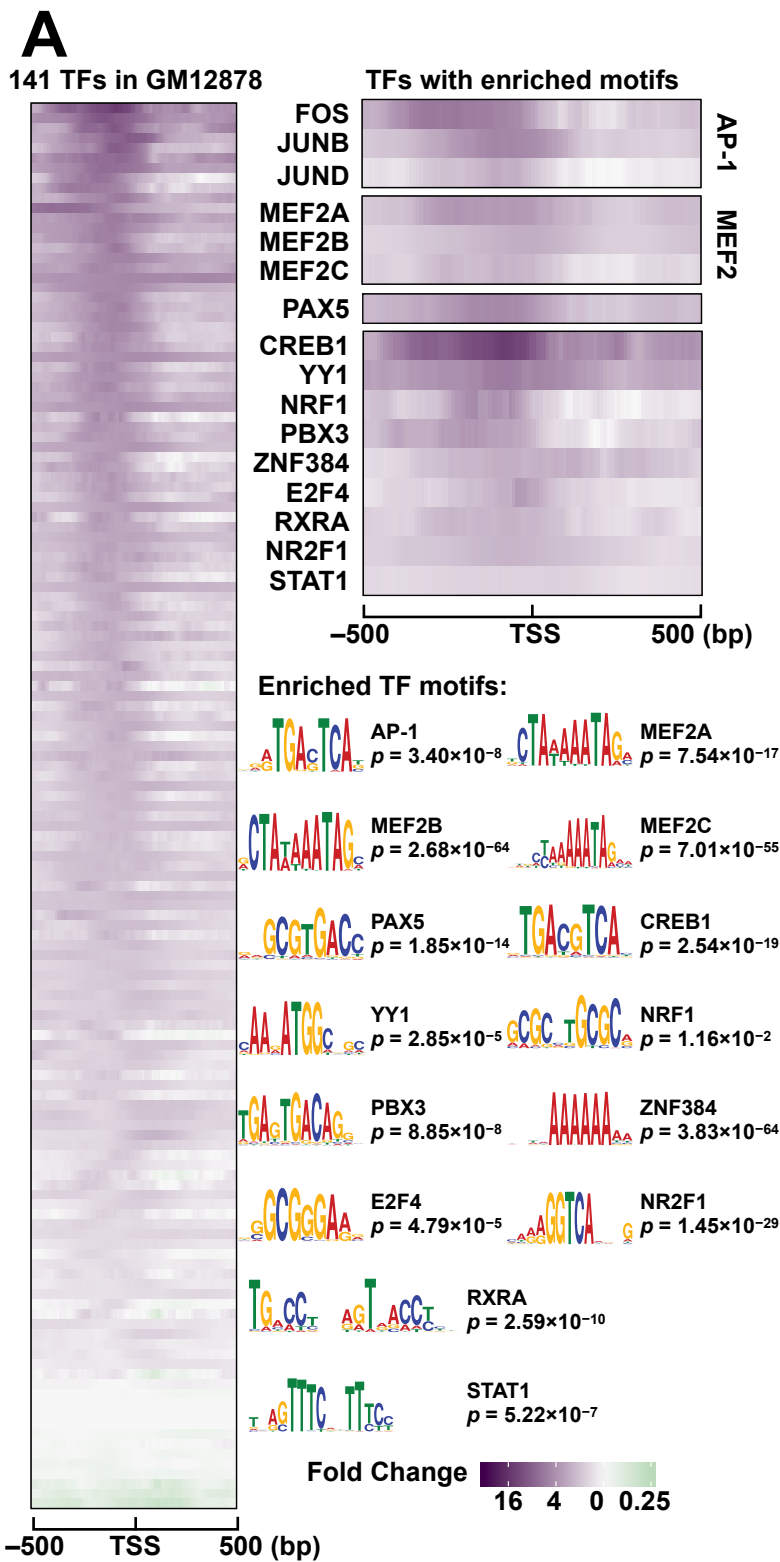 A
141 TFs in GM12878
TFs with enriched motifs
FOS
JUNB
JUND
AP-1
MEF2A
MEF2B
MEF2C
MEF2
PAX5
CREB1
YY1
NRF1
PBX3
ZNF384
E2F4
RXRA
NR2F1
STAT1
−500 TSS 500 (bp)
Enriched TF motifs:
AP-1
p = 3.40×10⁻⁸
MEF2A
p = 7.54×10⁻¹⁷
MEF2B
p = 2.68×10⁻⁶⁴
MEF2C
p = 7.01×10⁻⁵⁵
PAX5
p = 1.85×10⁻¹⁴
CREB1
p = 2.54×10⁻¹⁹
YY1
p = 2.85×10⁻⁵
NRF1
p = 1.16×10⁻²
PBX3
p = 8.85×10⁻⁸
ZNF384
p = 3.83×10⁻⁶⁴
E2F4
p = 4.79×10⁻⁵
NR2F1
p = 1.45×10⁻²⁹
RXRA
p = 2.59×10⁻¹⁰
STAT1
p = 5.22×10⁻⁷
Fold Change
16 4 0 0.25
−500 TSS 500 (bp)